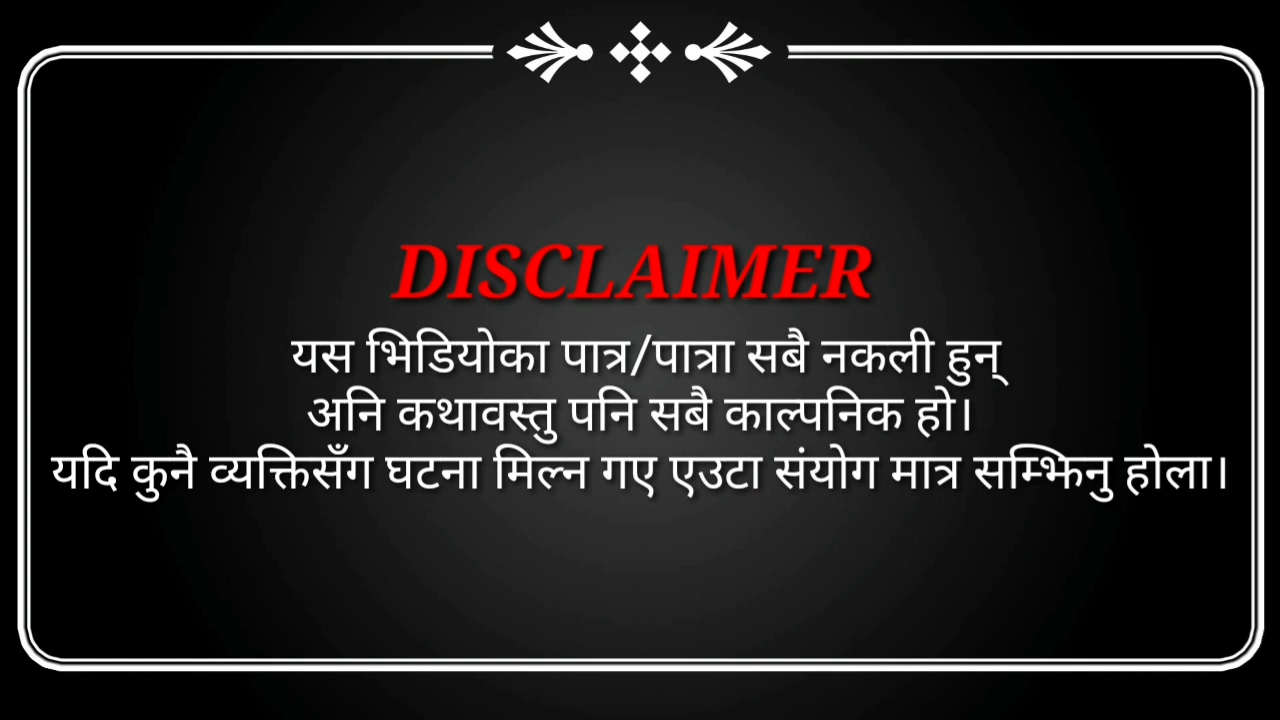 DISCLAIMER
यस भिडियोका पात्र/पात्रा सबै नकली हुन्
अनि कथावस्तु पनि सबै काल्पनिक हो।
यदि कुनै व्यक्तिसँग घटना मिल्न गए एउटा संयोग मात्र सम्झिनु होला।